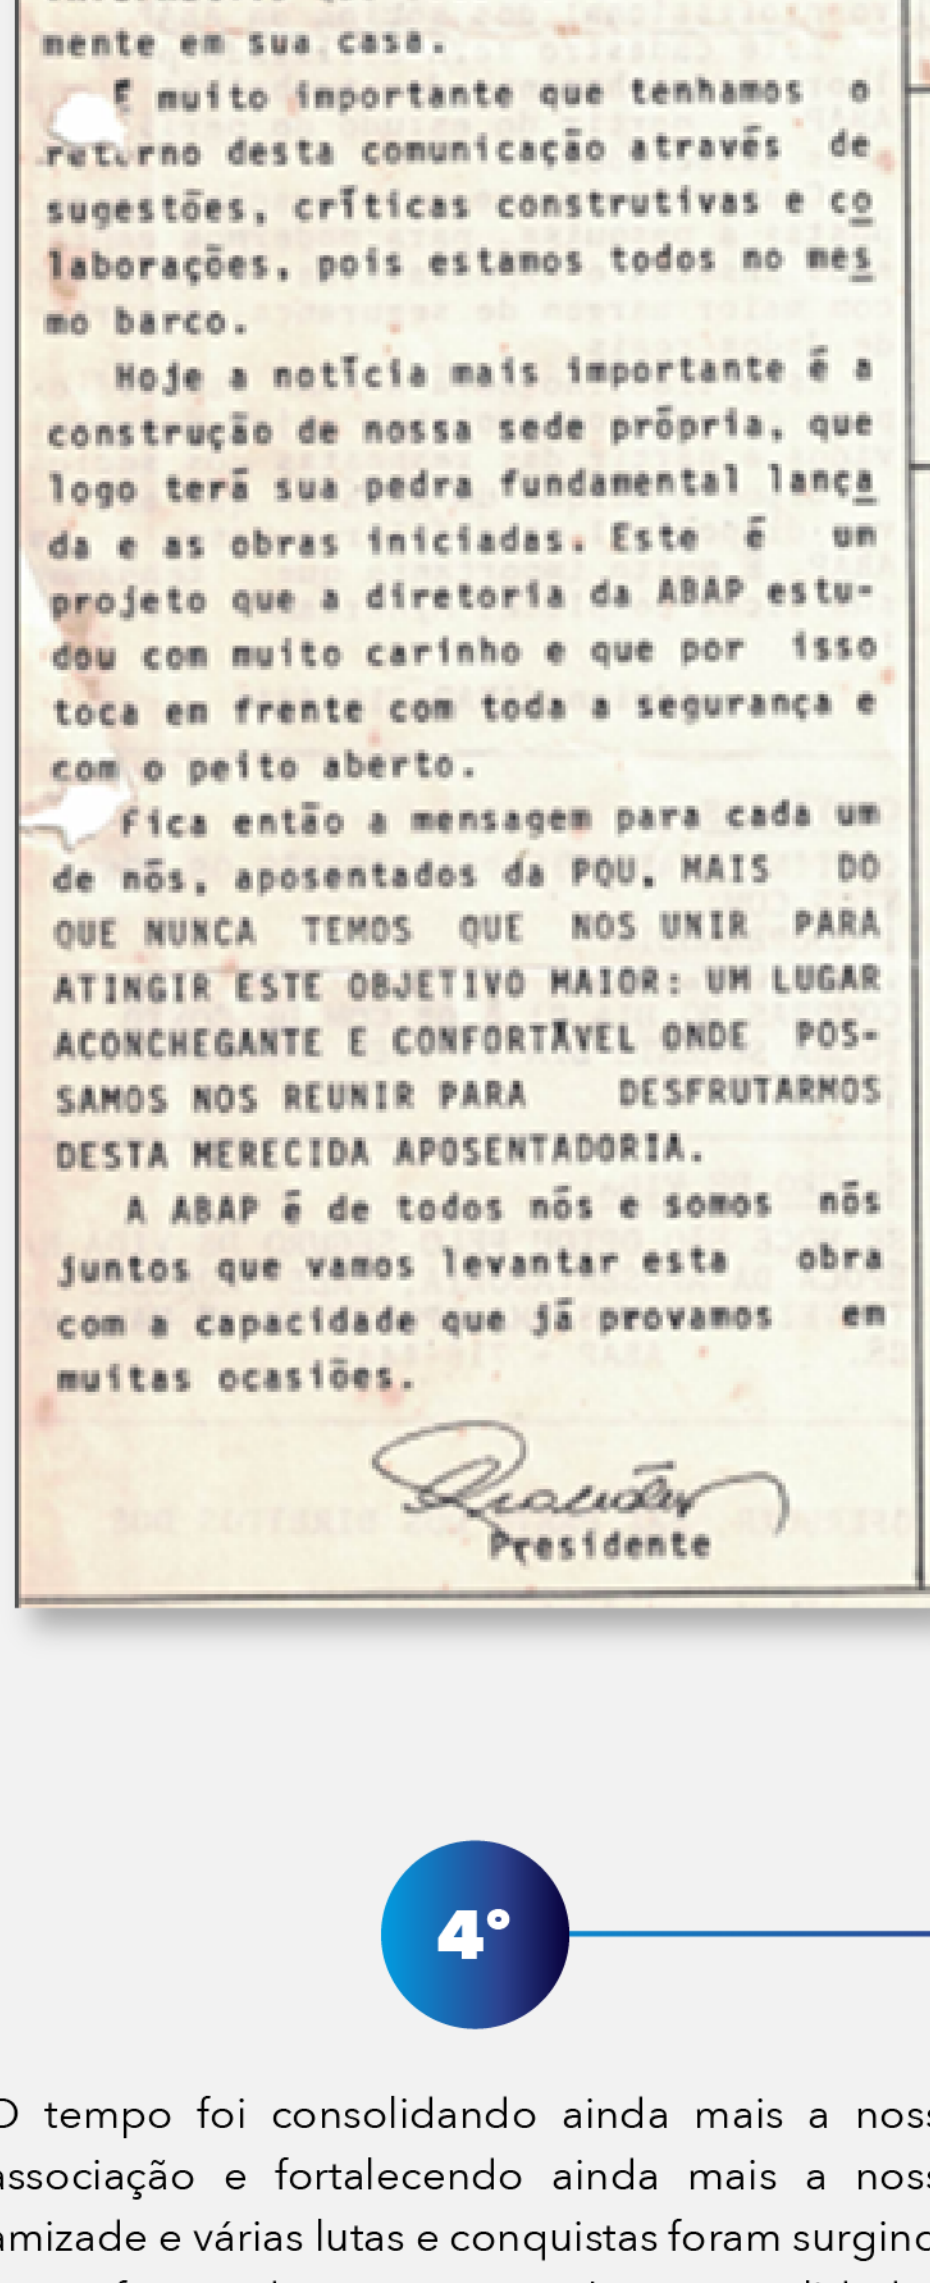 mente em sua casa.
É muito importante que tenhamos o
retorno desta comunicação através de
sugestões, críticas construtivas e co
laborações, pois estamos todos no mes
mo barco.
Hoje a notícia mais importante é a
construção de nossa sede própria, que
logo terá sua pedra fundamental lança
da e as obras iniciadas. Este é um
projeto que a diretoria da ABAP estu-
dou com muito carinho e que por isso
toca em frente com toda a segurança e
com o peito aberto.
Fica então a mensagem para cada um
de nós, aposentados da PQU. MAIS DO
QUE NUNCA TEMOS QUE NOS UNIR PARA
ATINGIR ESTE OBJETIVO MAIOR: UM LUGAR
ACONCHEGANTE E CONFORTÁVEL ONDE POS-
SAMOS NOS REUNIR PARA DESFRUTARMOS
DESTA MERECIDA APOSENTADORIA.
A ABAP é de todos nós e somos nós
juntos que vamos levantar esta obra
com a capacidade que já provamos em
muitas ocasiões.
Presidente
4º
O tempo foi consolidando ainda mais a noss
associação e fortalecendo ainda mais a noss
amizade e várias lutas e conquistas foram surgind